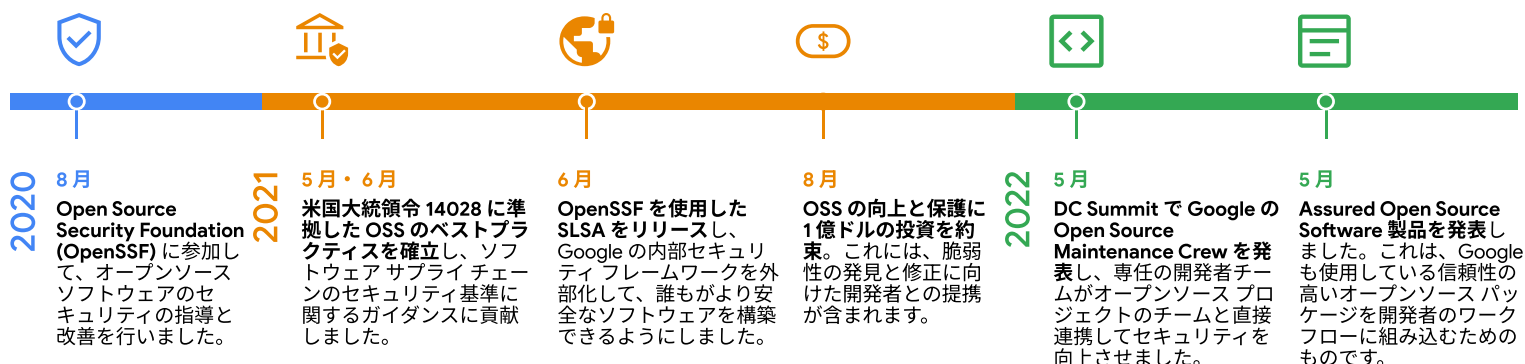 2020
8 月
Open Source
Security Foundation
(OpenSSF) に参加し
て、オープンソース
ソフトウェアのセ
キュリティの指導と
改善を行いました。
2021
5 月・ 6 月
米国大統領令 14028 に準
拠した OSS のベストプラ
クティスを確立し、ソフ
トウェア サプライ チェー
ンのセキュリティ基準に
関するガイダンスに貢献
しました。
6 月
OpenSSF を使用した
SLSA をリリースし、
Google の内部セキュリ
ティ フレームワークを外
部化して、誰もがより安
全なソフトウェアを構築
できるようにしました。
$
8 月
OSS の向上と保護に
1 億ドルの投資を約
束。これには、脆弱
性の発見と修正に向
けた開発者との提携
が含まれます。
2022
5 月
DC Summit で Google の
Open Source
Maintenance Crew を発
表し、専任の開発者チー
ムがオープンソース プロ
ジェクトのチームと直接
連携してセキュリティを
向上させました。
5 月
Assured Open Source
Software 製品を発表し
ました。これは、Google
も使用している信頼性の
高いオープンソース パッ
ケージを開発者のワーク
フローに組み込むための
ものです。